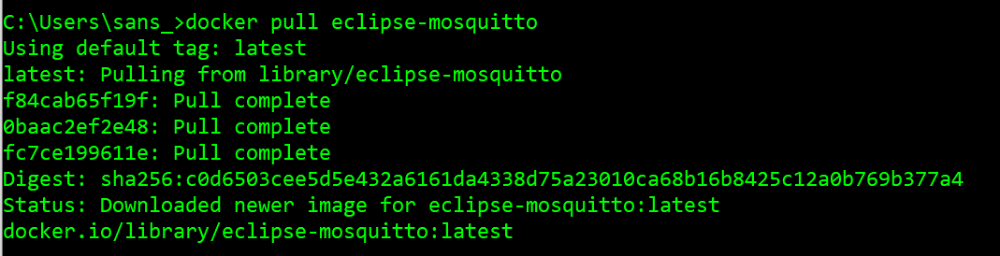 C:\Users\sans_>docker pull eclipse-mosquitto
Using default tag: latest
latest: Pulling from library/eclipse-mosquitto
f84cab65f19f: Pull complete
0baac2ef2e48: Pull complete
fc7ce199611e: Pull complete
Digest: sha256:c0d6503cee5d5e432a6161da4338d75a23010ca68b16b8425c12a0b769b377a4
Status: Downloaded newer image for eclipse-mosquitto:latest
docker.io/library/eclipse-mosquitto:latest